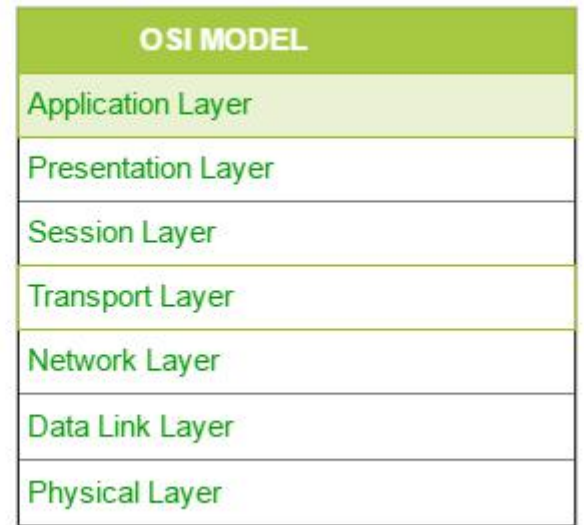 OSI MODEL
Application Layer
Presentation Layer
Session Layer
Transport Layer
Network Layer
Data Link Layer
Physical Layer